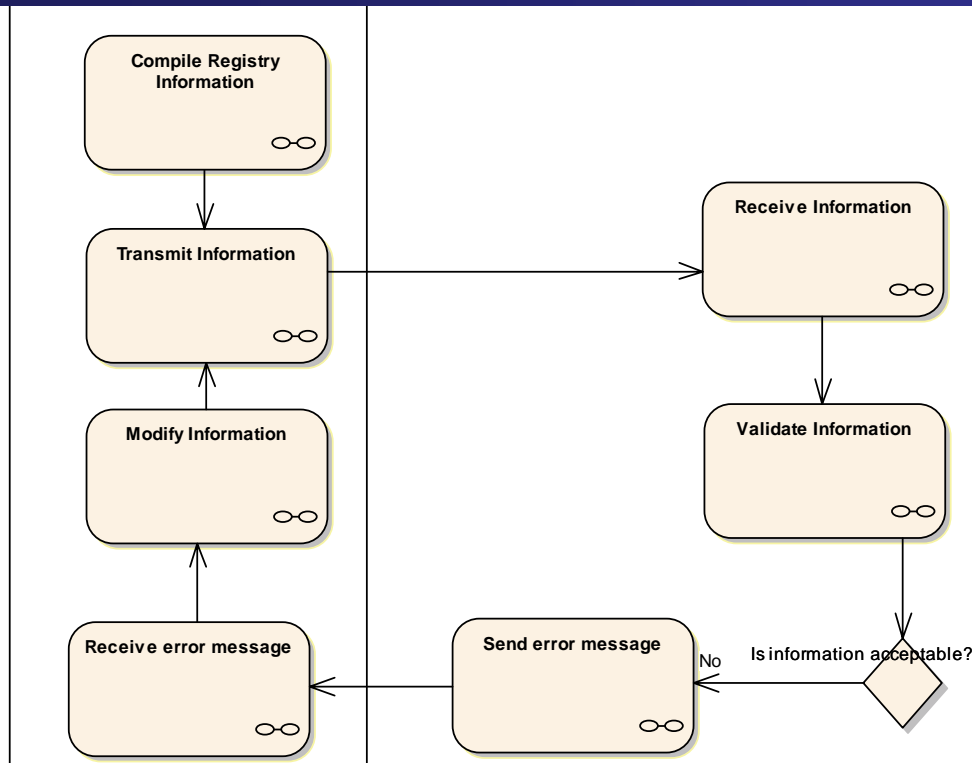 Compile Registry
Information
Transmit Information
Receive Information
Modify Information
Validate Information
Receive error message
Send error message
No
Is information acceptable?